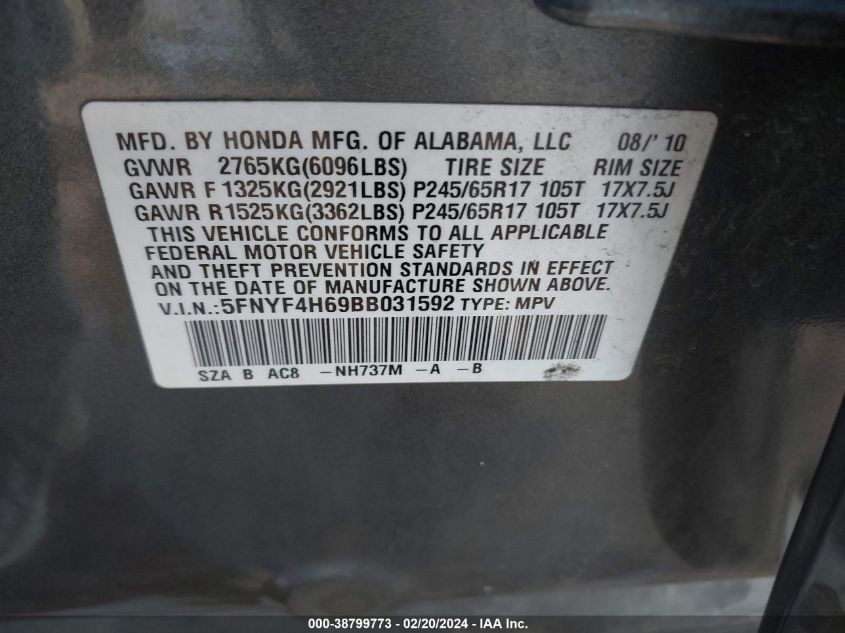 MFD. BY HONDA MFG. OF ALABAMA, LLC 08/' 10
GVWR 2765KG(6096LBS) TIRE SIZE RIM SIZE
GAWR F 1325KG(2921LBS) P245/65R17 105T 17X7.5J
GAWR R1525KG(3362LBS) P245/65R17 105T 17X7.5J
THIS VEHICLE CONFORMS TO ALL APPLICABLE
FEDERAL MOTOR VEHICLE SAFETY
AND THEFT PREVENTION STANDARDS IN EFFECT
ON THE DATE OF MANUFACTURE SHOWN ABOVE.
V.I.N.:5FNYF4H69BB031592 TYPE: MPV
SZA B AC8 -NH737M -A -B
000-38799773 - 02/20/2024 - IAA Inc.